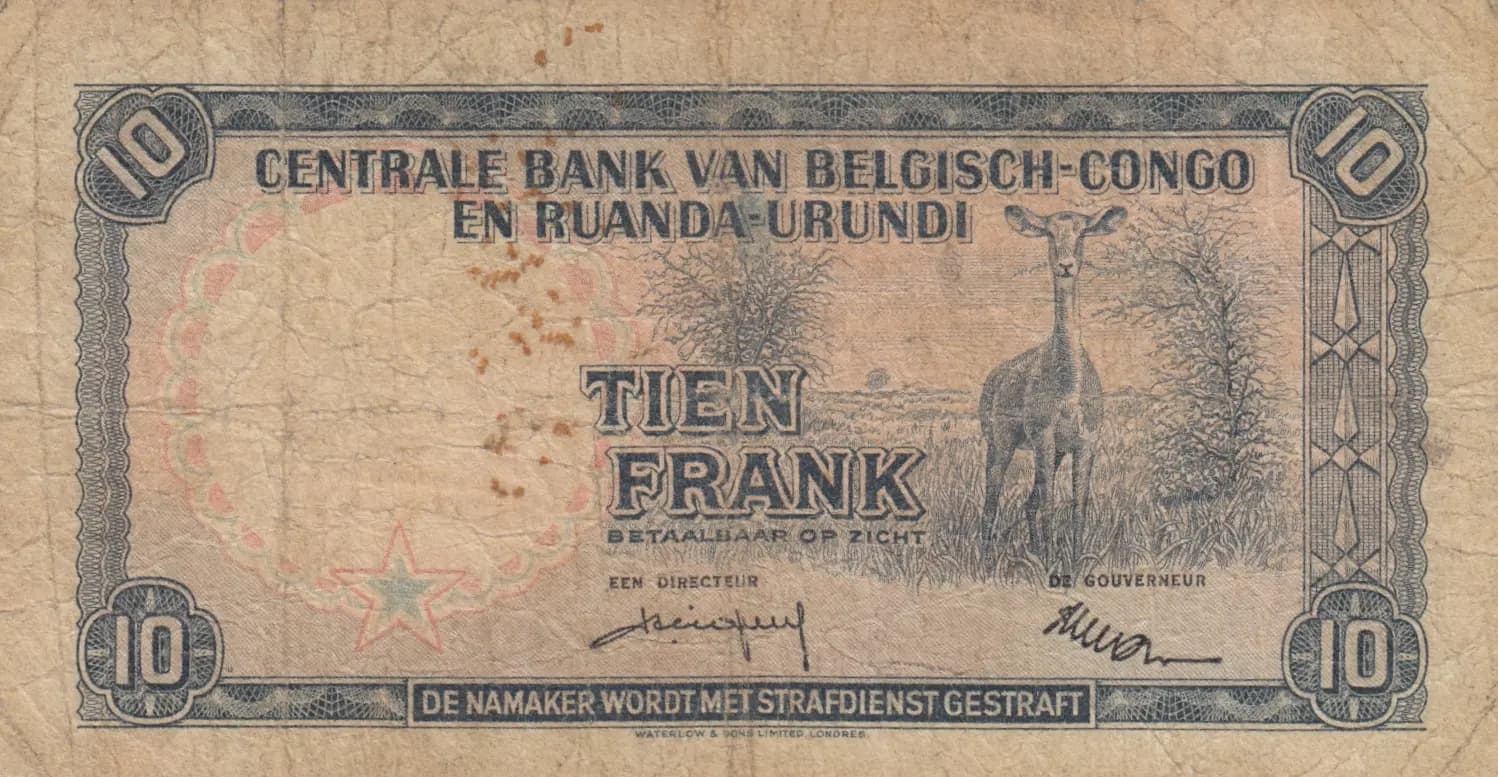 10
10
CENTRALE BANK VAN BELGISCH-CONGO
EN RUANDA-URUNDI
TIEN
FRANK
BETAALBAAR OP ZICHT
EEN DIRECTEUR
DE GOUVERNEUR
10
10
DE NAMAKER WORDT MET STRAFDIENST GESTRAFT
WATERLOW & SONS LIMITED, LONDRES